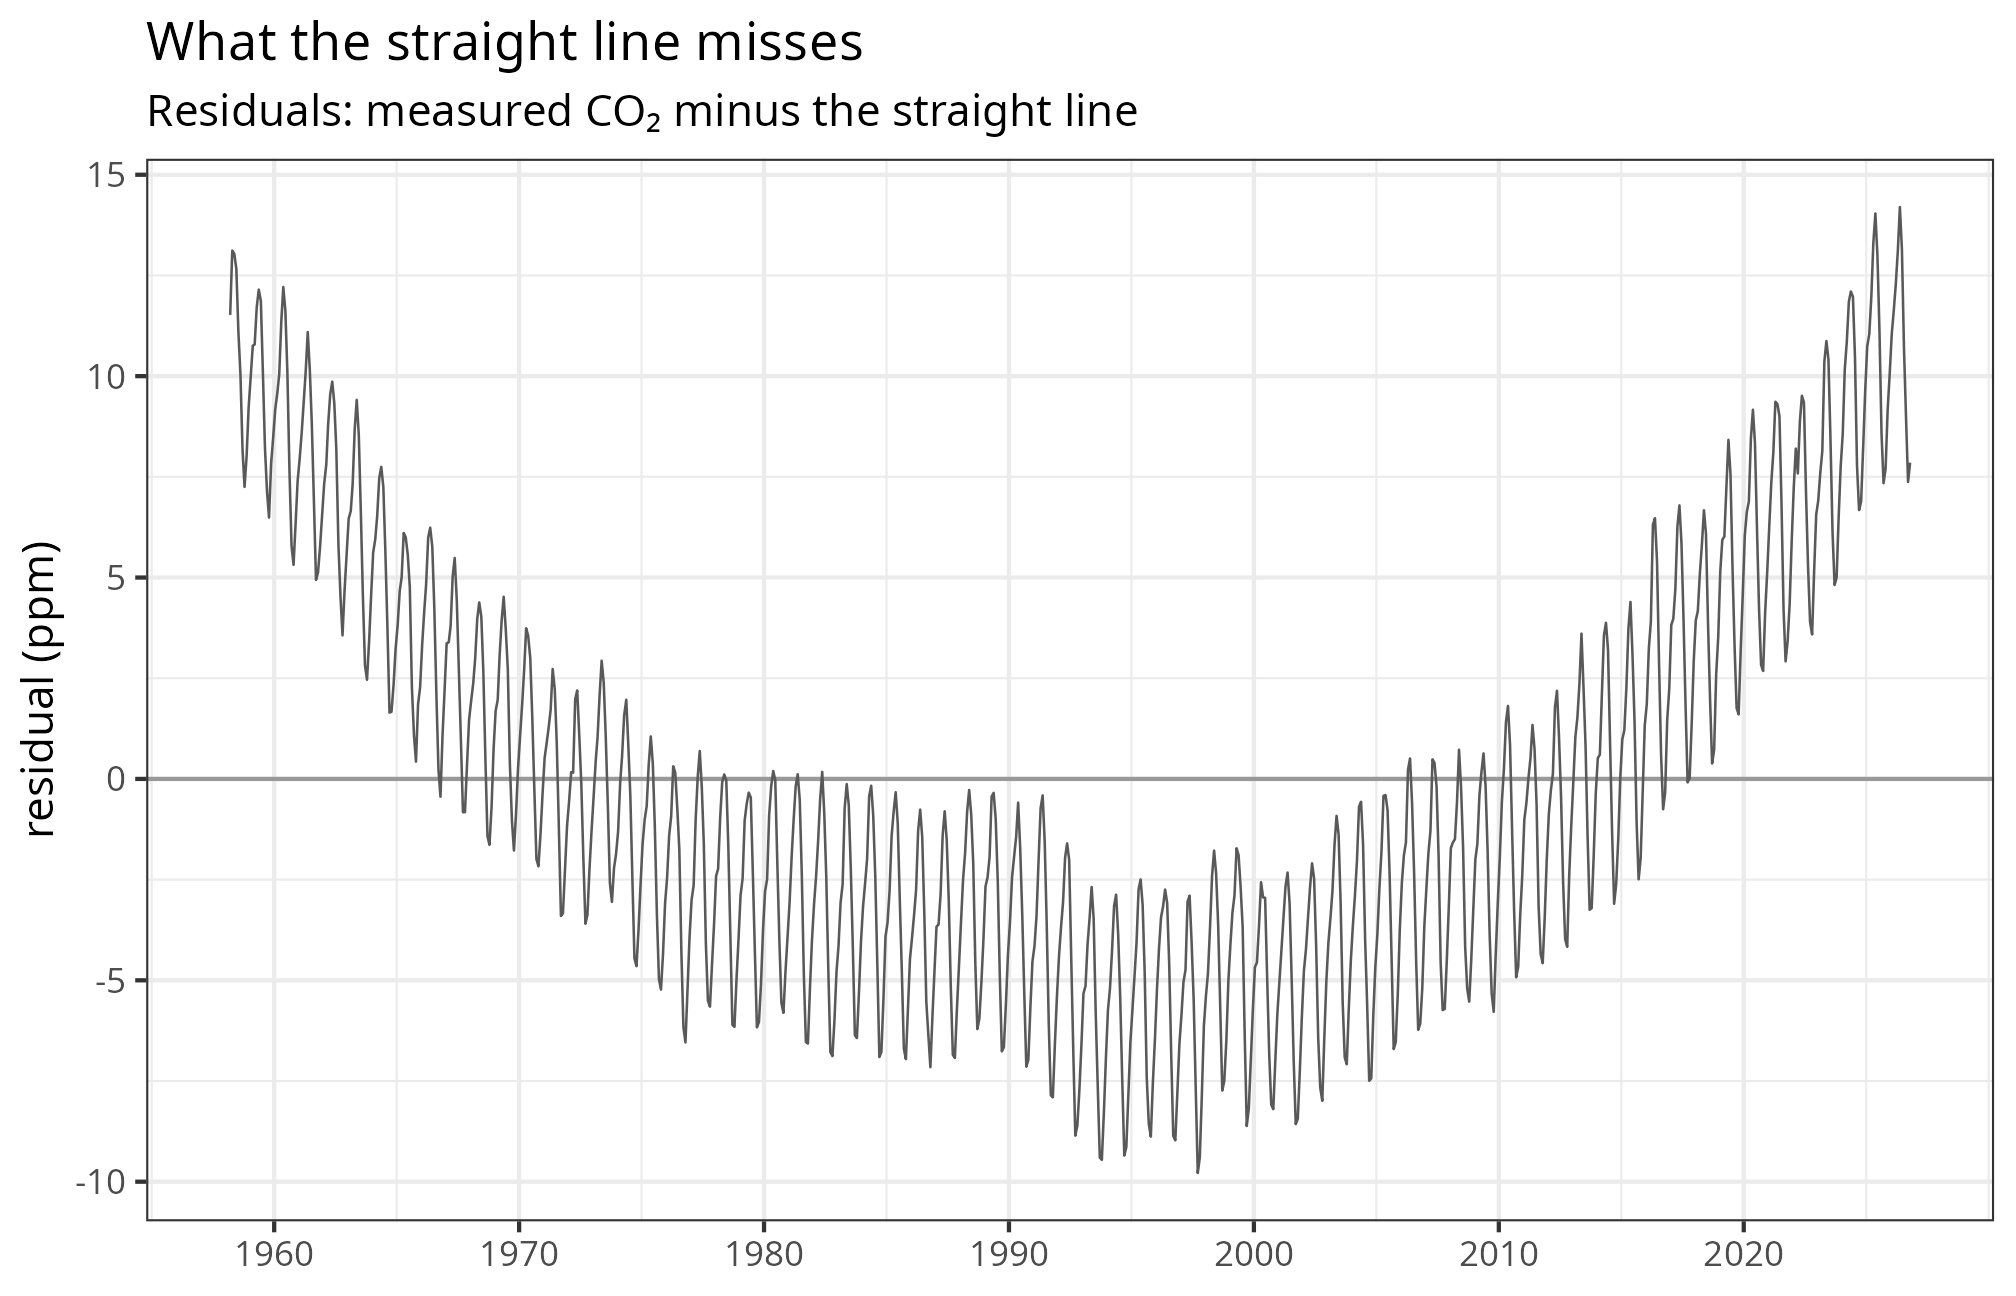 What the straight line misses
Residuals: measured CO₂ minus the straight line
residual (ppm)
15
10
5
0
-5
-10
1960 1970 1980 1990 2000 2010 2020